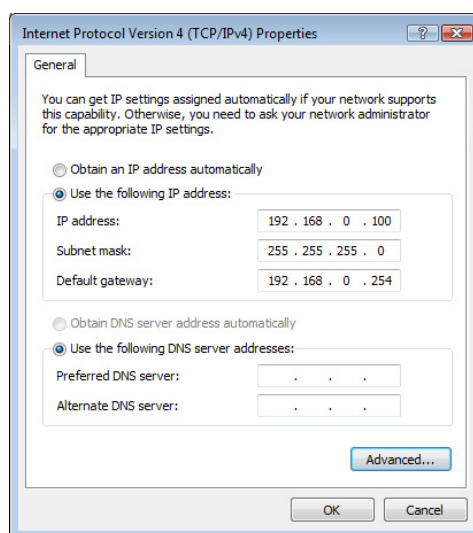 Internet Protocol Version 4 (TCP/IPv4) Properties
General
You can get IP settings assigned automatically if your network supports
this capability. Otherwise, you need to ask your network administrator
for the appropriate IP settings.
Obtain an IP address automatically
Use the following IP address:
IP address: 192 . 168 . 0 . 100
Subnet mask: 255 . 255 . 255 . 0
Default gateway: 192 . 168 . 0 . 254
Obtain DNS server address automatically
Use the following DNS server addresses:
Preferred DNS server: . . .
Alternate DNS server: . . .
Advanced...
OK Cancel